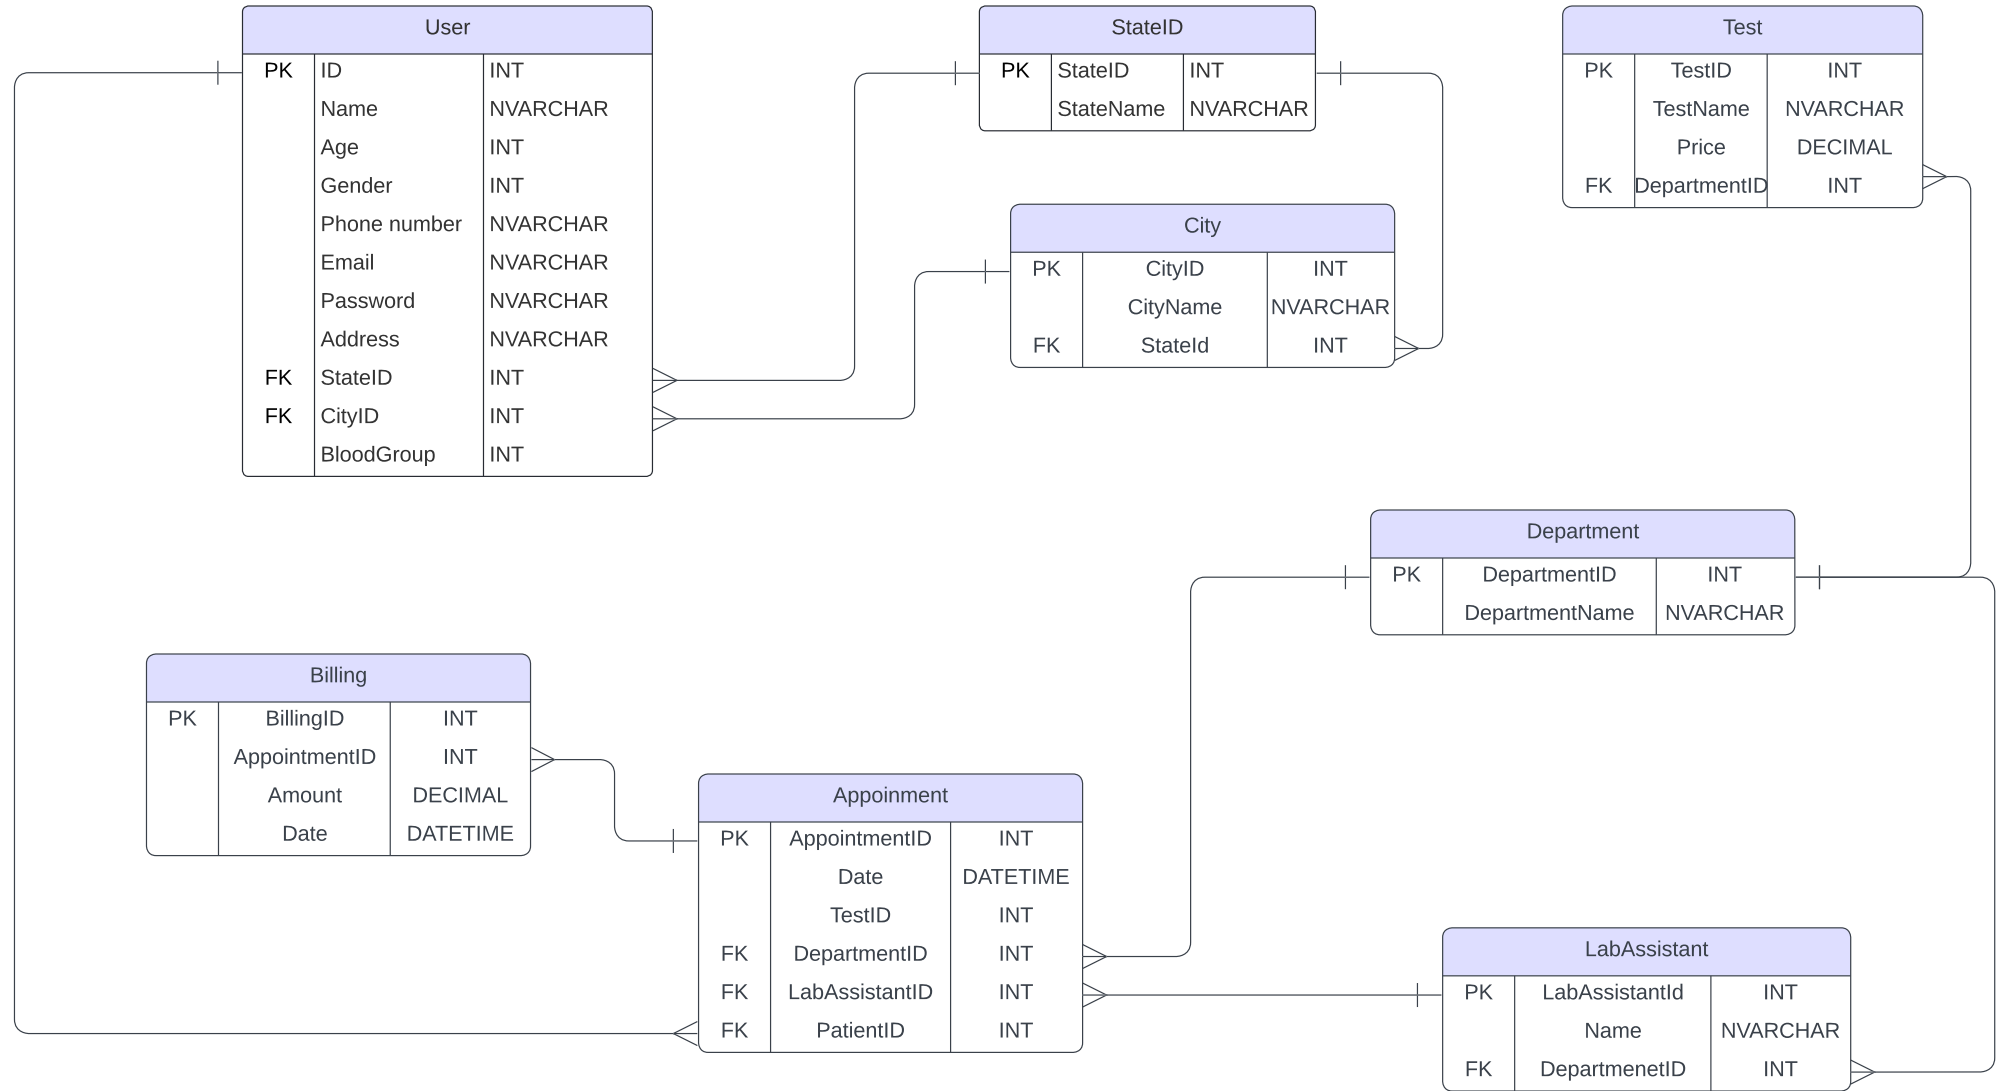 User
PK ID INT
Name NVARCHAR
Age INT
Gender INT
Phone number NVARCHAR
Email NVARCHAR
Password NVARCHAR
Address NVARCHAR
FK StateID INT
FK CityID INT
BloodGroup INT
StateID
PK StateID INT
StateName NVARCHAR
Test
PK TestID INT
TestName NVARCHAR
Price DECIMAL
FK DepartmentID INT
City
PK CityID INT
CityName NVARCHAR
FK StateId INT
Department
PK DepartmentID INT
DepartmentName NVARCHAR
Billing
PK BillingID INT
AppointmentID INT
Amount DECIMAL
Date DATETIME
Appoinment
PK AppointmentID INT
Date DATETIME
TestID INT
FK DepartmentID INT
FK LabAssistantID INT
FK PatientID INT
LabAssistant
PK LabAssistantId INT
Name NVARCHAR
FK DepartmenetID INT